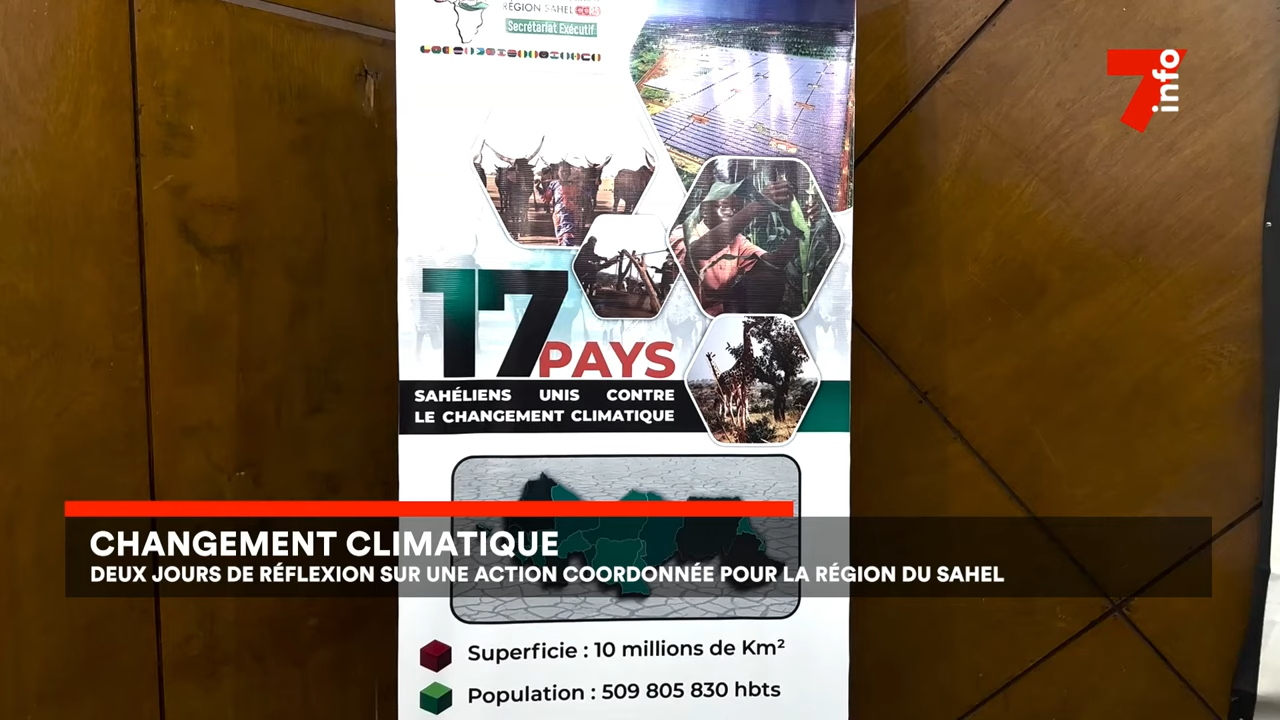 RÉGION SAHEL
Secrétariat Exécutif
7info
17 PAYS
SAHÉLIENS UNIS CONTRE
LE CHANGEMENT CLIMATIQUE
CHANGEMENT CLIMATIQUE
DEUX JOURS DE RÉFLEXION SUR UNE ACTION COORDONNÉE POUR LA RÉGION DU SAHEL
Superficie : 10 millions de Km²
Population : 509 805 830 hbts